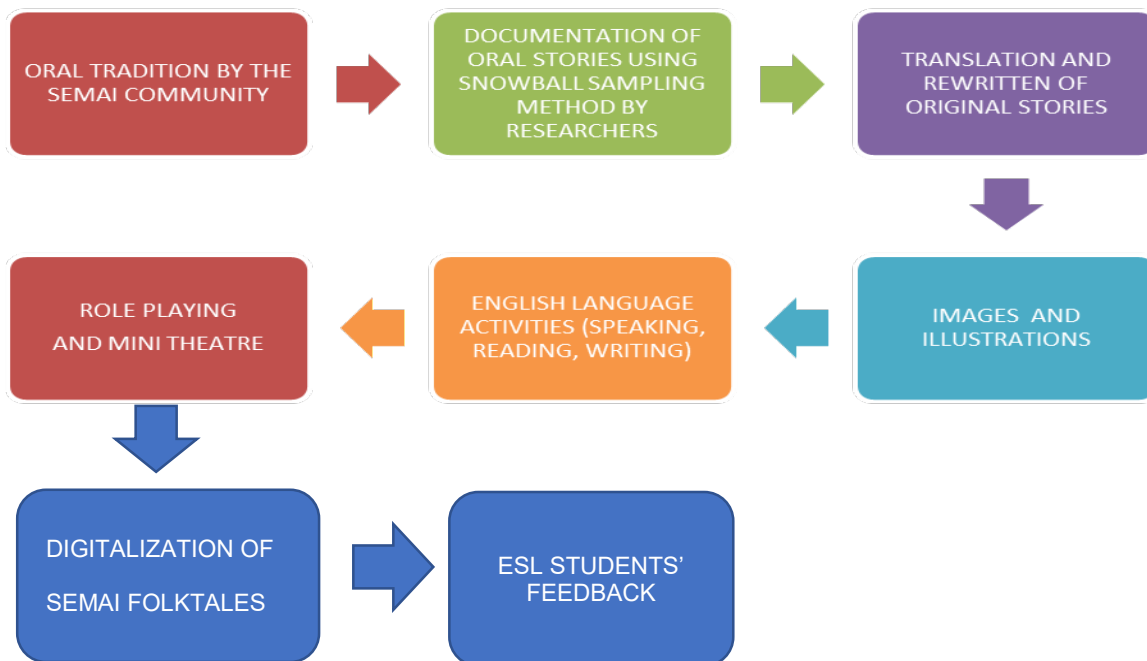 ORAL TRADITION BY THE
SEMAI COMMUNITY
DOCUMENTATION OF
ORAL STORIES USING
SNOWBALL SAMPLING
METHOD BY
RESEARCHERS
TRANSLATION AND
REWRITTEN OF
ORIGINAL STORIES
IMAGES AND
ILLUSTRATIONS
ENGLISH LANGUAGE
ACTIVITIES (SPEAKING,
READING, WRITING)
ROLE PLAYING
AND MINI THEATRE
DIGITALIZATION OF
SEMAI FOLKTALES
ESL STUDENTS'
FEEDBACK